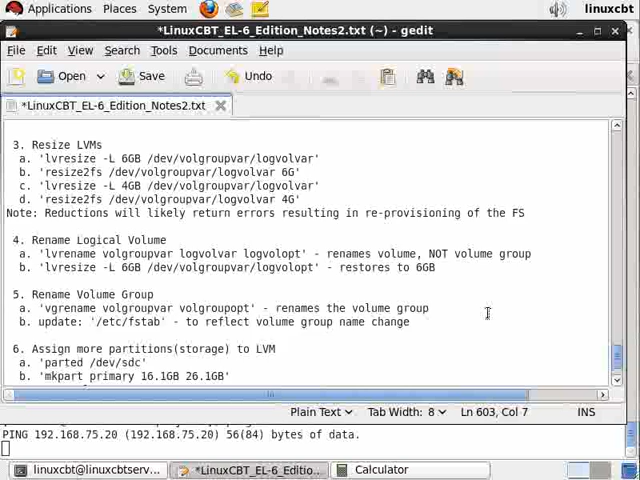 Applications Places System linuxcbt
*LinuxCBT_EL-6_Edition_Notes2.txt (~) - gedit
File Edit View Search Tools Documents Help
Open Save Undo
*LinuxCBT_EL-6_Edition_Notes2.txt
3. Resize LVMs
a. 'lvresize -L 6GB /dev/volgroupvar/logvolvar'
b. 'resize2fs /dev/volgroupvar/logvolvar 6G'
c. 'lvresize -L 4GB /dev/volgroupvar/logvolvar'
d. 'resize2fs /dev/volgroupvar/logvolvar 4G'
Note: Reductions will likely return errors resulting in re-provisioning of the FS
4. Rename Logical Volume
a. 'lvrename volgroupvar logvolvar logvolopt' - renames volume, NOT volume group
b. 'lvresize -L 6GB /dev/volgroupvar/logvolopt' - restores to 6GB
5. Rename Volume Group
a. 'vgrename volgroupvar volgroupopt' - renames the volume group
b. update: '/etc/fstab' - to reflect volume group name change
6. Assign more partitions(storage) to LVM
a. 'parted /dev/sdc'
b. 'mkpart primary 16.1GB 26.1GB'
Plain Text Tab Width: 8 Ln 603, Col 7 INS
PING 192.168.75.20 (192.168.75.20) 56(84) bytes of data.
linuxcbt@linuxcbtserv... *LinuxCBT_EL-6_Editio... Calculator